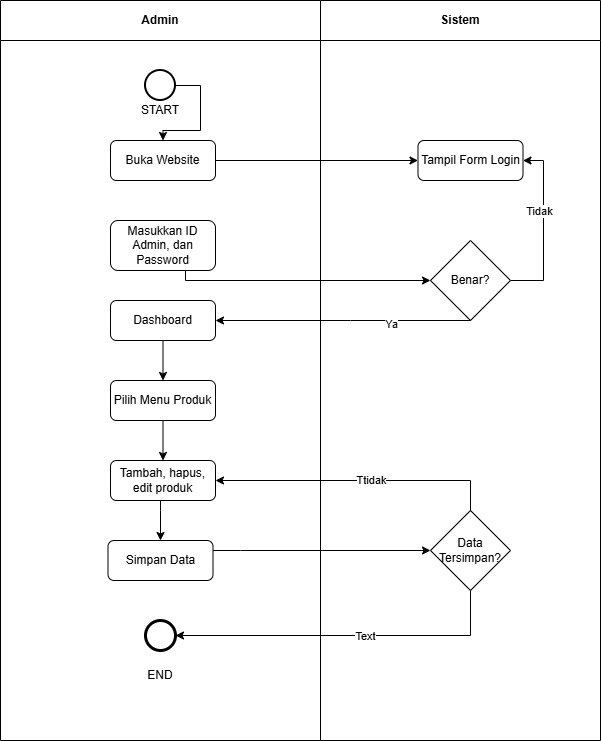 Admin
Sistem
START
Buka Website
Tampil Form Login
Tidak
Masukkan ID
Admin, dan
Password
Benar?
Dashboard
Ya
Pilih Menu Produk
Tambah, hapus,
edit produk
Ttidak
Data
Tersimpan?
Simpan Data
Text
END